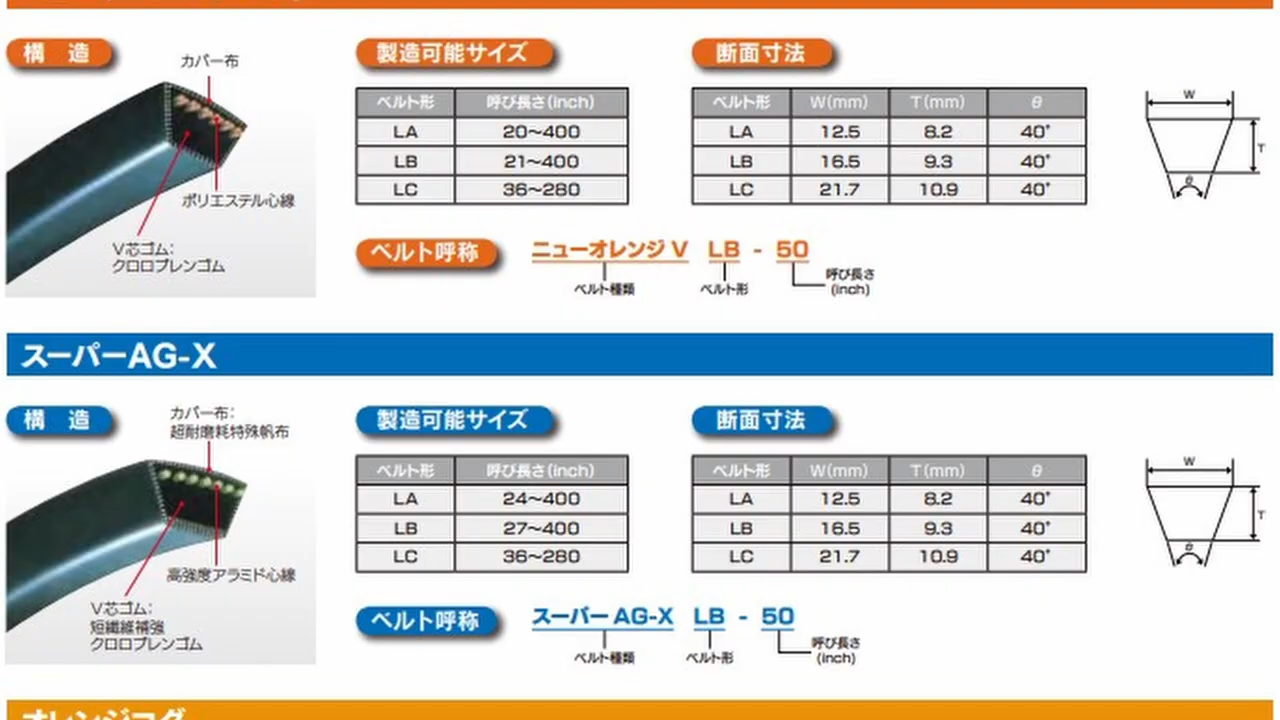 構 造
カバー布
ポリエステル心線
V芯ゴム：
クロロプレンゴム
製造可能サイズ
ベルト形 呼び長さ(inch)
LA 20～400
LB 21～400
LC 36～280
断面寸法
ベルト形 W(mm) T(mm) θ
LA 12.5 8.2 40°
LB 16.5 9.3 40°
LC 21.7 10.9 40°
W
T
θ
ベルト呼称
ニューオレンジ V LB - 50
ベルト種類 ベルト形 呼び長さ
(inch)
スーパーAG-X
構 造
カバー布：
超耐磨耗特殊帆布
高強度アラミド心線
V芯ゴム：
短繊維補強
クロロプレンゴム
製造可能サイズ
ベルト形 呼び長さ(inch)
LA 24～400
LB 27～400
LC 36～280
断面寸法
ベルト形 W(mm) T(mm) θ
LA 12.5 8.2 40°
LB 16.5 9.3 40°
LC 21.7 10.9 40°
W
T
θ
ベルト呼称
スーパー AG-X LB - 50
ベルト種類 ベルト形 呼び長さ
(inch)
オレンジコグ